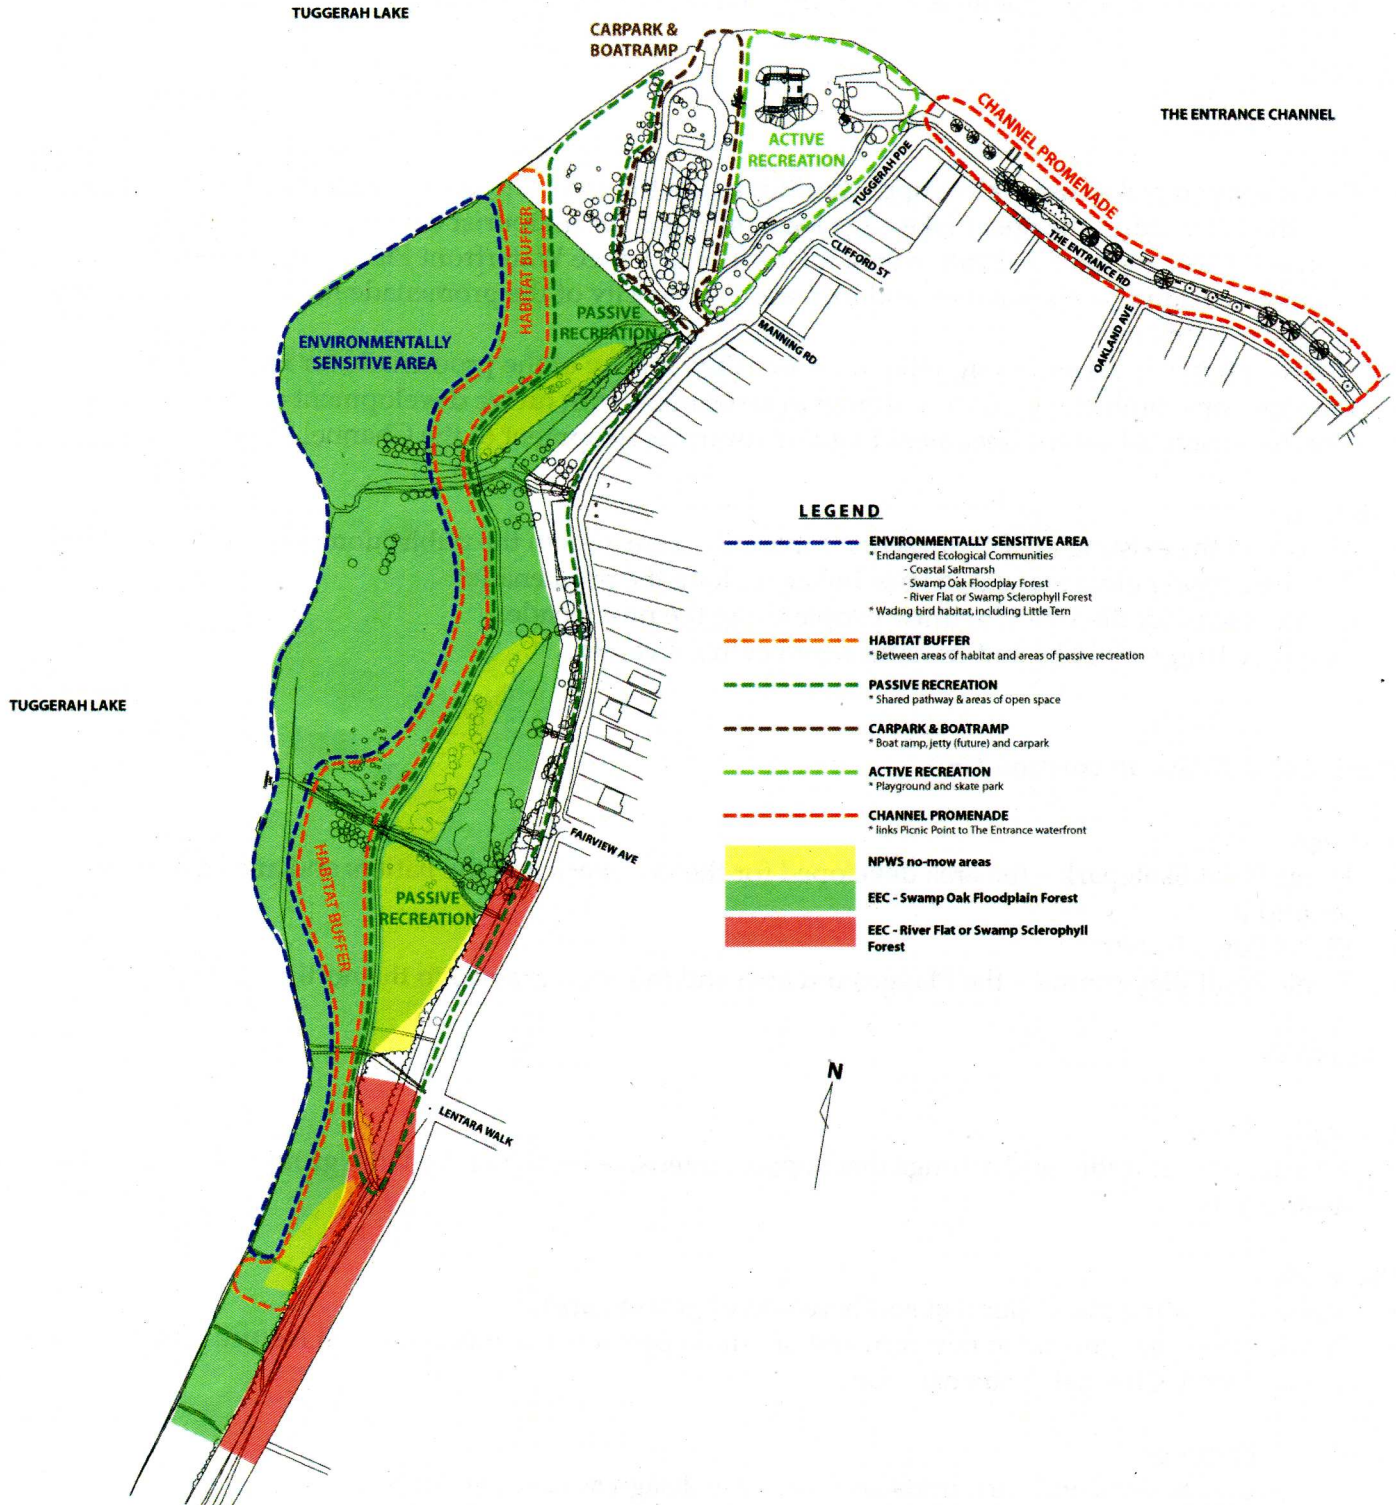 TUGGERAH LAKE
CARPARK &
BOATRAMP
THE ENTRANCE CHANNEL
CHANNEL PROMENADE
ACTIVE
RECREATION
TUGGERAH PDE
HABITAT BUFFER
CLIFFORD ST
THE ENTRANCE RD
OAKLAND AVE
PASSIVE
RECREATION
MANNING RD
ENVIRONMENTALLY
SENSITIVE AREA
LEGEND
ENVIRONMENTALLY SENSITIVE AREA
* Endangered Ecological Communities
- Coastal Saltmarsh
- Swamp Oak Floodplay Forest
- River Flat or Swamp Sclerophyll Forest
* Wading bird habitat, including Little Tern
HABITAT BUFFER
* Between areas of habitat and areas of passive recreation
PASSIVE RECREATION
* Shared pathway & areas of open space
CARPARK & BOATRAMP
* Boat ramp, jetty (future) and carpark
ACTIVE RECREATION
* Playground and skate park
CHANNEL PROMENADE
* links Picnic Point to The Entrance waterfront
NPWS no-mow areas
EEC - Swamp Oak Floodplain Forest
EEC - River Flat or Swamp Sclerophyll
Forest
TUGGERAH LAKE
FAIRVIEW AVE
HABITAT BUFFER
PASSIVE
RECREATION
N
LENTARA WALK